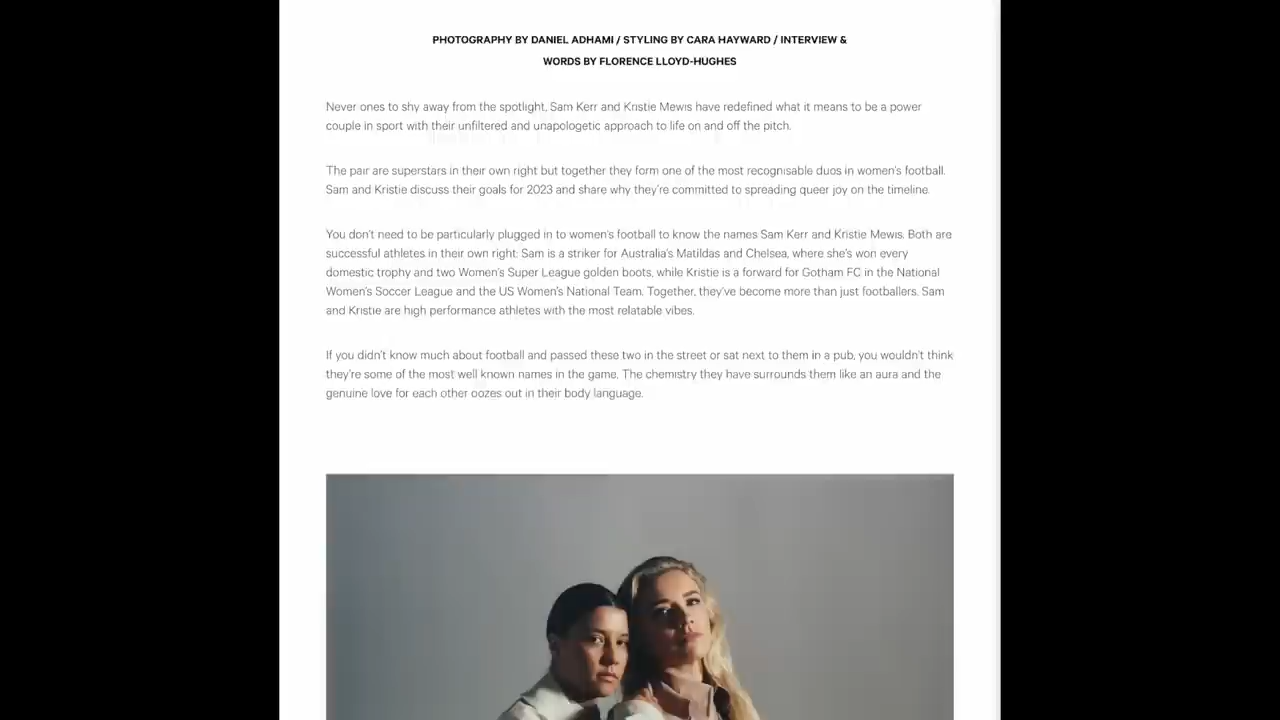 PHOTOGRAPHY BY DANIEL ADHAMI / STYLING BY CARA HAYWARD / INTERVIEW &
WORDS BY FLORENCE LLOYD-HUGHES
Never ones to shy away from the spotlight, Sam Kerr and Kristie Mewis have redefined what it means to be a power
couple in sport with their unfiltered and unapologetic approach to life on and off the pitch.
The pair are superstars in their own right but together they form one of the most recognisable duos in women's football.
Sam and Kristie discuss their goals for 2023 and share why they're committed to spreading queer joy on the timeline.
You don't need to be particularly plugged in to women's football to know the names Sam Kerr and Kristie Mewis. Both are
successful athletes in their own right: Sam is a striker for Australia's Matildas and Chelsea, where she's won every
domestic trophy and two Women's Super League golden boots, while Kristie is a forward for Gotham FC in the National
Women's Soccer League and the US Women's National Team. Together, they've become more than just footballers. Sam
and Kristie are high performance athletes with the most relatable vibes.
If you didn't know much about football and passed these two in the street or sat next to them in a pub, you wouldn't think
they're some of the most well known names in the game. The chemistry they have surrounds them like an aura and the
genuine love for each other oozes out in their body language.